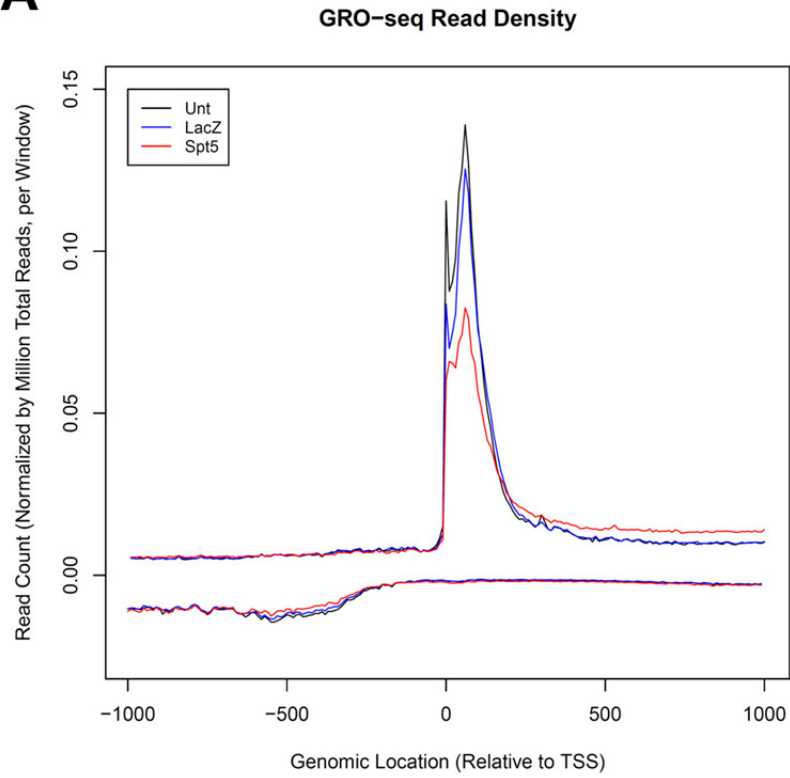 A
GRO−seq Read Density
Read Count (Normalized by Million Total Reads, per Window)
0.15
0.10
0.05
0.00
Unt
LacZ
Spt5
−1000
−500
0
500
1000
Genomic Location (Relative to TSS)